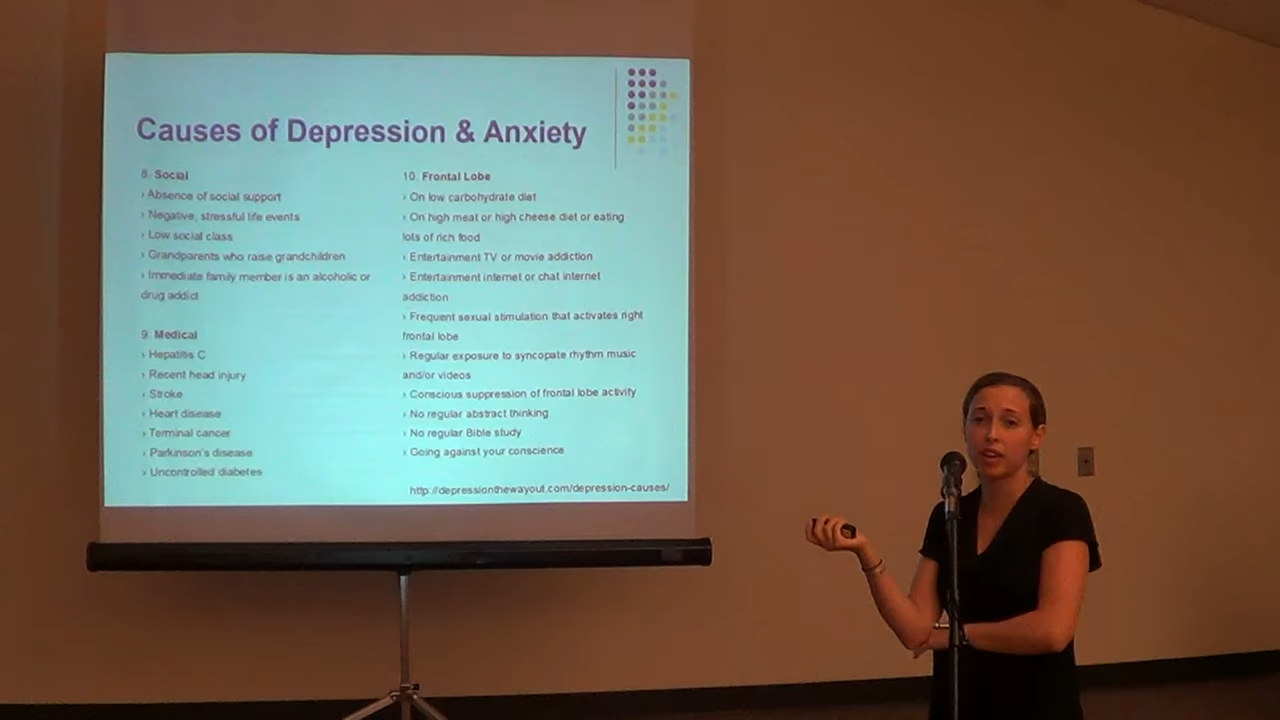 Causes of Depression & Anxiety
8. Social
› Absence of social support
› Negative, stressful life events
› Low social class
› Grandparents who raise grandchildren
› Immediate family member is an alcoholic or
drug addict
9. Medical
› Hepatitis C
› Recent head injury
› Stroke
› Heart disease
› Terminal cancer
› Parkinson's disease
› Uncontrolled diabetes
10. Frontal Lobe
› On low carbohydrate diet
› On high meat or high cheese diet or eating
lots of rich food
› Entertainment TV or movie addiction
› Entertainment internet or chat internet
addiction
› Frequent sexual stimulation that activates right
frontal lobe
› Regular exposure to syncopate rhythm music
and/or videos
› Conscious suppression of frontal lobe activity
› No regular abstract thinking
› No regular Bible study
› Going against your conscience
http://depressionthewayout.com/depression-causes/